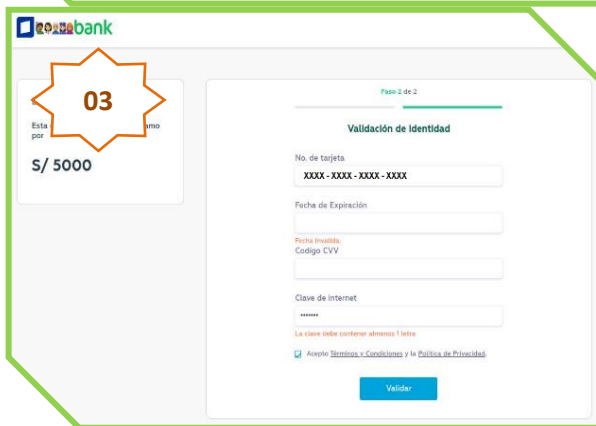 bank
03
Esta
amo
por
S/ 5000
Paso 2 de 2
Validación de Identidad
No. de tarjeta
XXXX - XXXX - XXXX - XXXX
Fecha de Expiración
Fecha Invalida
Codigo CVV
Clave de internet
•••••••
La clave debe contener almenos 1 letra
Acepto Términos y Condiciones y la Política de Privacidad.
Validar